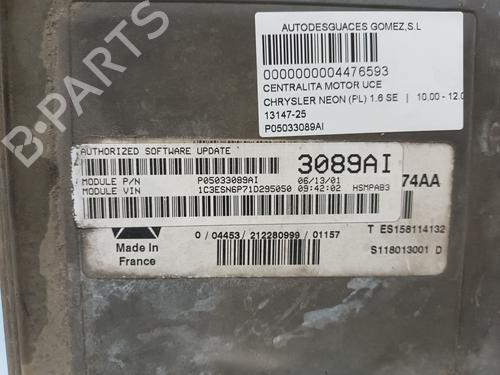 AUTODESGUACES GOMEZ,S.L
0000000004476593
CENTRALITA MOTOR UCE
CHRYSLER NEON (PL) 1.6 SE | 10.00 - 12.0
13147-25
P05033089AI
AUTHORIZED SOFTWARE UPDATE
3089AI
MODULE P/N P05033089AI 06/13/01
MODULE VIN 1C3ESN6P71D295050 09:42:02 HSMPAB3
74AA
T ES158114132
0 / 04453 / 212280999 / 01157
Made In
France
S118013001 D
B-PARTS